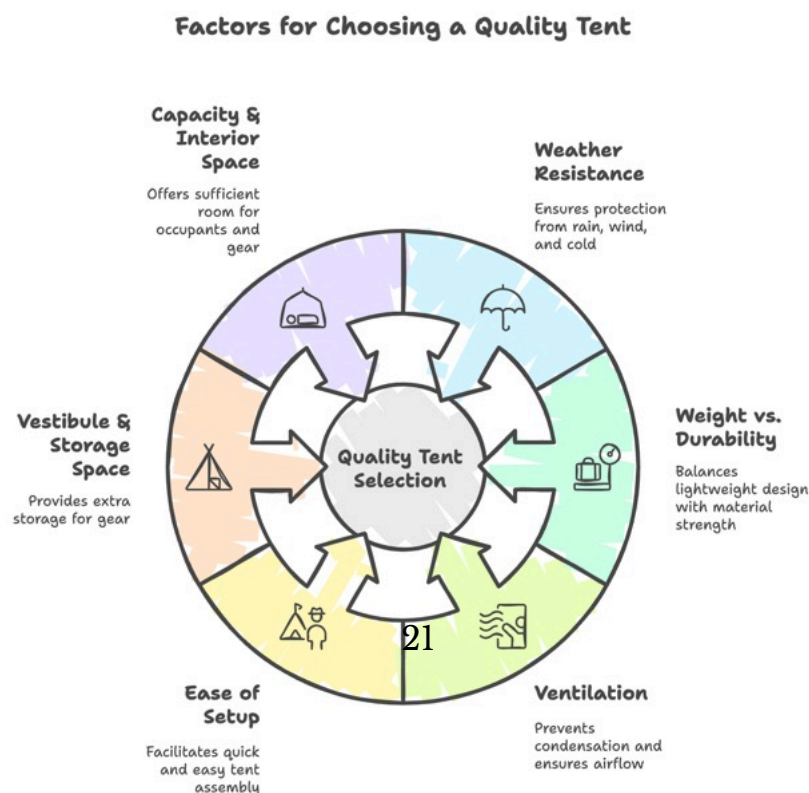 Factors for Choosing a Quality Tent
Capacity &
Interior
Space
Offers sufficient
room for
occupants and
gear
Weather
Resistance
Ensures protection
from rain, wind,
and cold
Vestibule &
Storage
Space
Provides extra
storage for gear
Quality Tent
Selection
Weight vs.
Durability
Balances
lightweight design
with material
strength
21
Ease of
Setup
Facilitates quick
and easy tent
assembly
Ventilation
Prevents
condensation and
ensures airflow